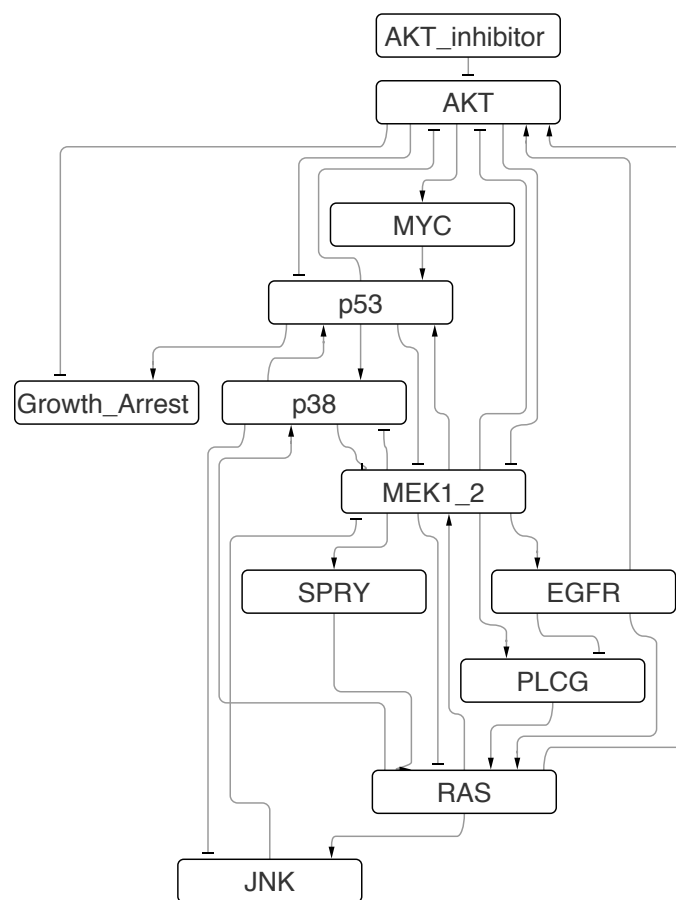 AKT_inhibitor
AKT
MYC
p53
Growth_Arrest
p38
MEK1_2
SPRY
EGFR
PLCG
RAS
JNK